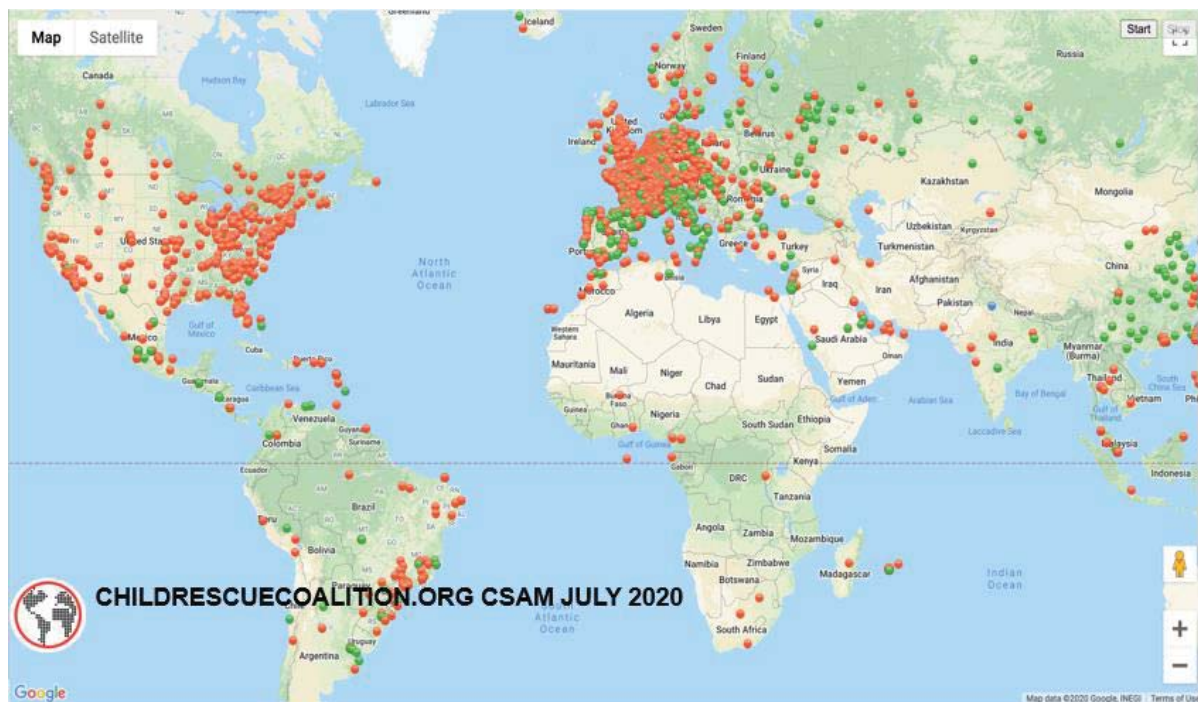 Greenland
Iceland
Map
Satellite
Sweden
Start
Stop
Finland
Russia
Norway
Canada
Hudson Bay
Labrador Sea
United
Kingdom
Belarus
Ireland
Ukraine
Kazakhstan
Mongolia
Romania
Uzbekistan
Kyrgyzstan
Greece
Turkey
Turkmenistan
North
Atlantic
Ocean
Syria
China
Afghanistan
Iraq
Iran
Morocco
Pakistan
Nepal
Algeria
Libya
Egypt
Gulf of
Mexico
Western
Sahara
Saudi Arabia
India
Mexico
Cuba
Puerto Rico
Oman
Myanmar
(Burma)
Mauritania
Mali
Niger
Sudan
Chad
Yemen
Thailand
South
China Sea
Guatemala
Caribbean Sea
Nicaragua
Burkina
Faso
Gulf of Aden
Arabian Sea
Bay of Bengal
Vietnam
Guinea
Nigeria
Ethiopia
Gulf of
Thailand
Venezuela
Guyana
Ghana
South Sudan
Laccadive Sea
Colombia
Suriname
Gulf of Guinea
Somalia
Malaysia
Ecuador
Gabon
Kenya
Indonesia
DRC
Tanzania
Brazil
Peru
Angola
Zambia
Bolivia
Mozambique
Namibia
Zimbabwe
Madagascar
Botswana
Indian
Ocean
Paraguay
CHILDRESCUECOALITION.ORG CSAM JULY 2020
Atlantic
Ocean
South Africa
Uruguay
Argentina
Google
Map data ©2020 Google, INEGI
Terms of Use